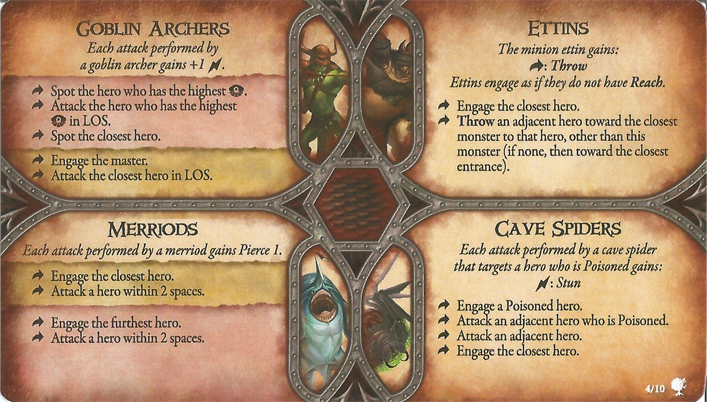 GOBLIN ARCHERS
Each attack performed by
a goblin archer gains +1 .
Spot the hero who has the highest .
Attack the hero who has the highest
in LOS.
Spot the closest hero.
Engage the master.
Attack the closest hero in LOS.
ETTINS
The minion ettin gains:
: Throw
Ettins engage as if they do not have Reach.
Engage the closest hero.
Throw an adjacent hero toward the closest
monster to that hero, other than this
monster (if none, then toward the closest
entrance).
MERRIODS
Each attack performed by a merriod gains Pierce 1.
Engage the closest hero.
Attack a hero within 2 spaces.
Engage the furthest hero.
Attack a hero within 2 spaces.
CAVE SPIDERS
Each attack performed by a cave spider
that targets a hero who is Poisoned gains:
: Stun
Engage a Poisoned hero.
Attack an adjacent hero who is Poisoned.
Attack an adjacent hero.
Engage the closest hero.
4/10